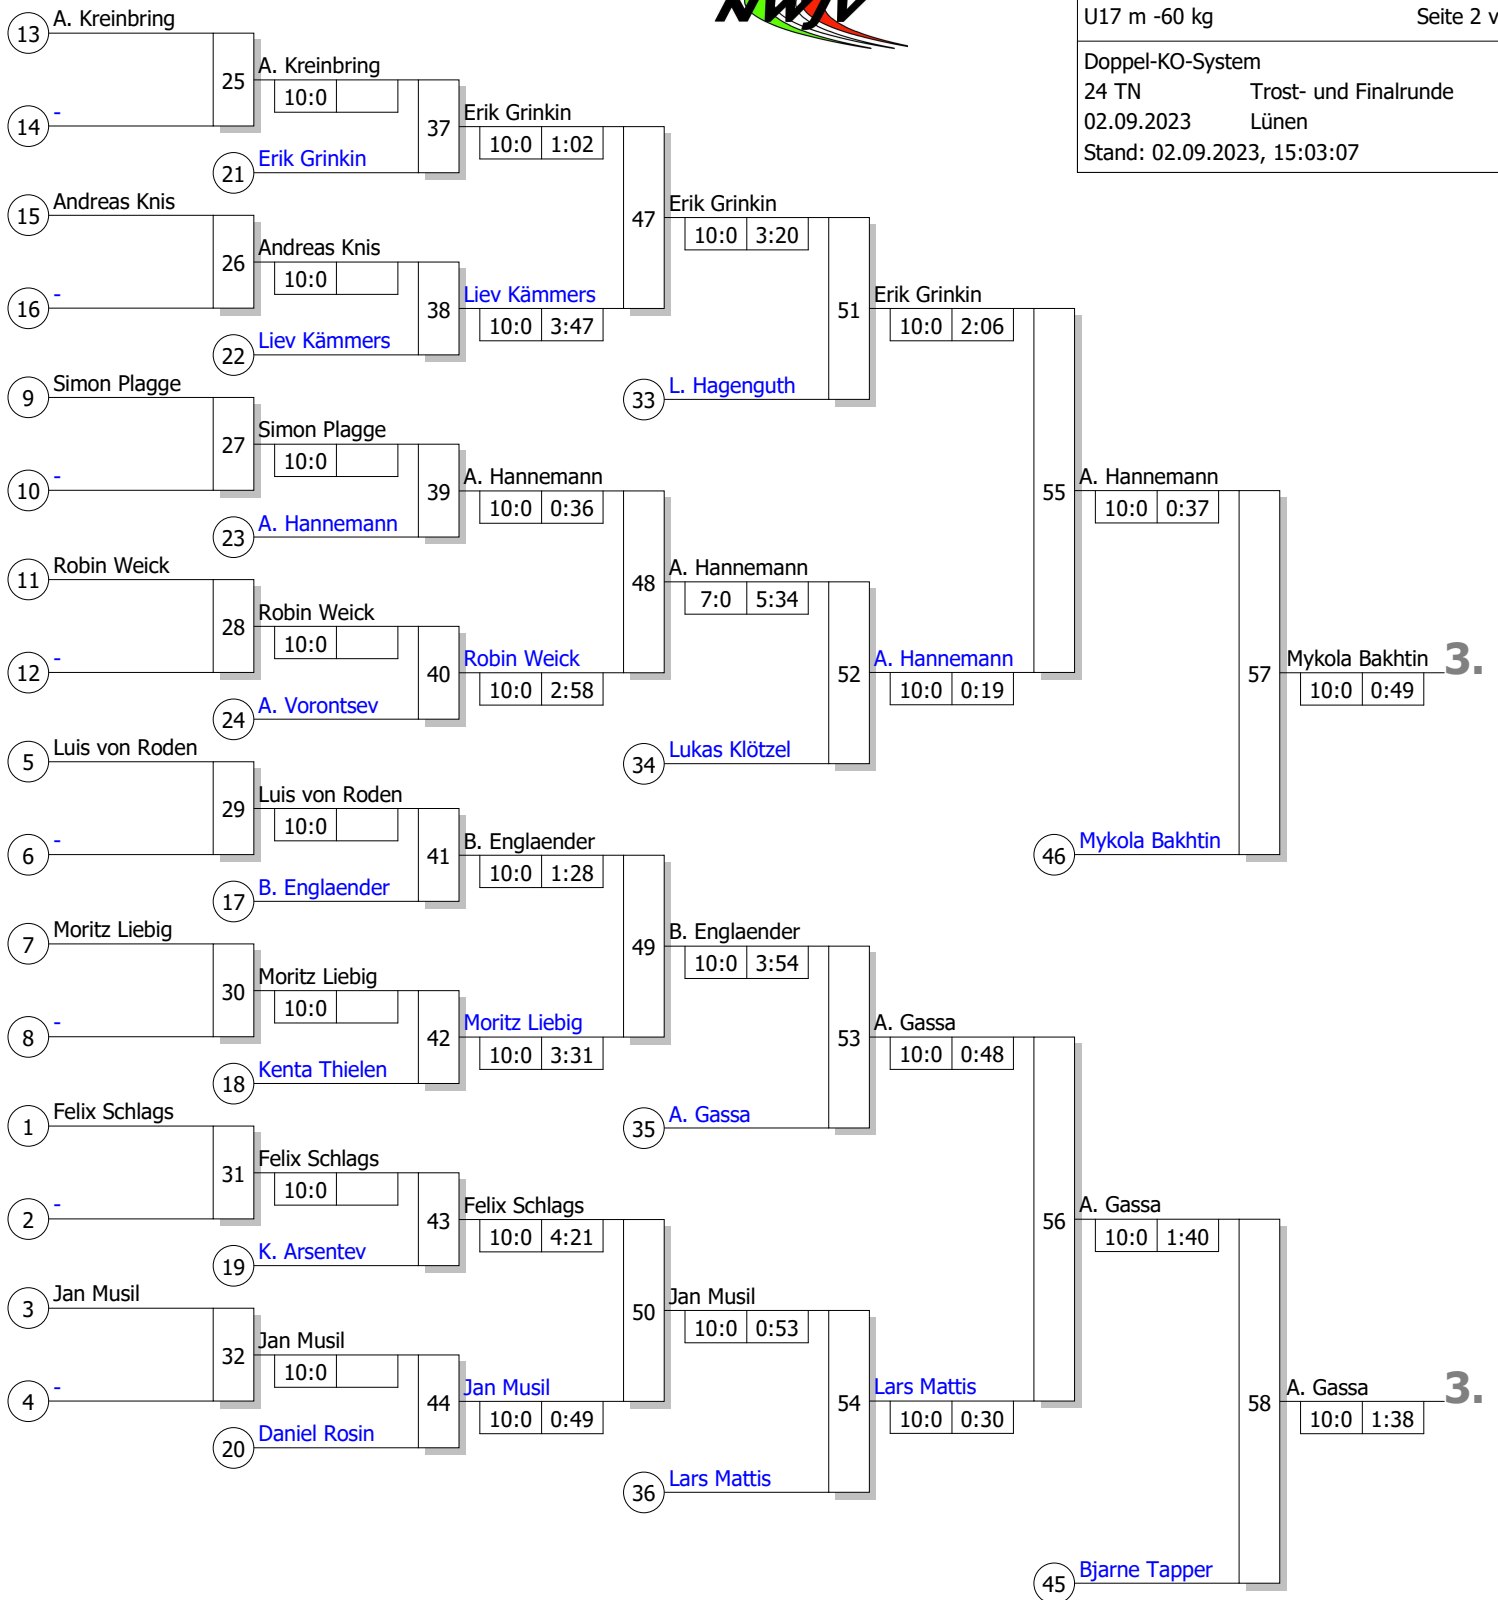 NWJV
U17 m -60 kg Seite 2 v
Doppel-KO-System
24 TN Trost- und Finalrunde
02.09.2023 Lünen
Stand: 02.09.2023, 15:03:07
13 A. Kreinbring
14 -
25 A. Kreinbring
10:0
21 Erik Grinkin
37 Erik Grinkin
10:0 1:02
15 Andreas Knis
16 -
26 Andreas Knis
10:0
22 Liev Kämmers
38 Liev Kämmers
10:0 3:47
47 Erik Grinkin
10:0 3:20
33 L. Hagenguth
51 Erik Grinkin
10:0 2:06
9 Simon Plagge
10 -
27 Simon Plagge
10:0
23 A. Hannemann
39 A. Hannemann
10:0 0:36
11 Robin Weick
12 -
28 Robin Weick
10:0
24 A. Vorontsev
40 Robin Weick
10:0 2:58
48 A. Hannemann
7:0 5:34
34 Lukas Klötzel
52 A. Hannemann
10:0 0:19
55 A. Hannemann
10:0 0:37
46 Mykola Bakhtin
57 Mykola Bakhtin 3.
10:0 0:49
5 Luis von Roden
6 -
29 Luis von Roden
10:0
17 B. Englaender
41 B. Englaender
10:0 1:28
7 Moritz Liebig
8 -
30 Moritz Liebig
10:0
18 Kenta Thielen
42 Moritz Liebig
10:0 3:31
49 B. Englaender
10:0 3:54
35 A. Gassa
53 A. Gassa
10:0 0:48
1 Felix Schlags
2 -
31 Felix Schlags
10:0
19 K. Arsentev
43 Felix Schlags
10:0 4:21
3 Jan Musil
4 -
32 Jan Musil
10:0
20 Daniel Rosin
44 Jan Musil
10:0 0:49
50 Jan Musil
10:0 0:53
36 Lars Mattis
54 Lars Mattis
10:0 0:30
56 A. Gassa
10:0 1:40
45 Bjarne Tapper
58 A. Gassa 3.
10:0 1:38